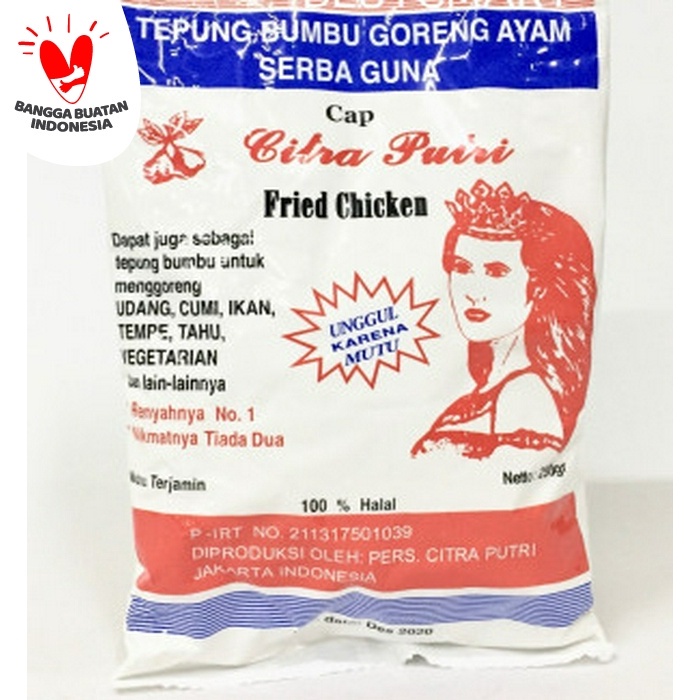 BANGGA BUATAN
INDONESIA
TEPUNG BUMBU GORENG AYAM
SERBA GUNA
Cap
Citra Putri
Fried Chicken
Dapat juga sebagai
tepung bumbu untuk
menggoreng
UDANG, CUMI, IKAN,
TEMPE, TAHU,
VEGETARIAN
dan lain-lainnya
Renyahnya No. 1
Nikmatnya Tiada Dua
UNGGUL
KARENA
MUTU
Mutu Terjamin
Netto:
100 % Halal
P-IRT NO. 211317501039
DIPRODUKSI OLEH: PERS. CITRA PUTRI
JAKARTA INDONESIA
Des 2020